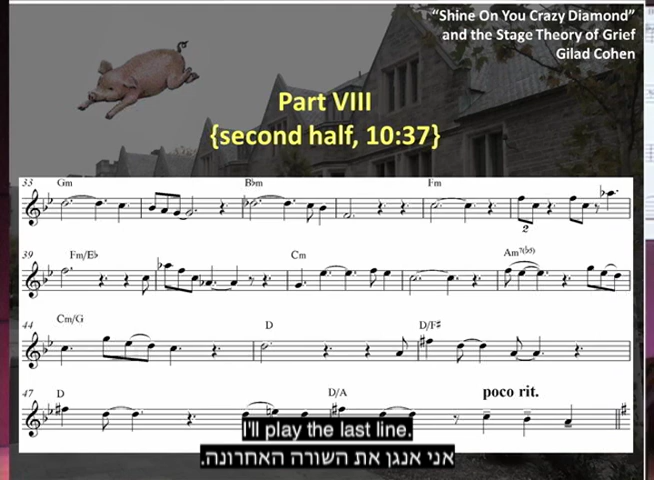 “Shine On You Crazy Diamond”
and the Stage Theory of Grief
Gilad Cohen
Part VIII
{second half, 10:37}
33 Gm B♭m Fm
2
39 Fm/E♭ Cm Am7(♭5)
44 Cm/G D D/F♯
47 D D/A poco rit.
I'll play the last line.
אני אנגן את השורה האחרונה.